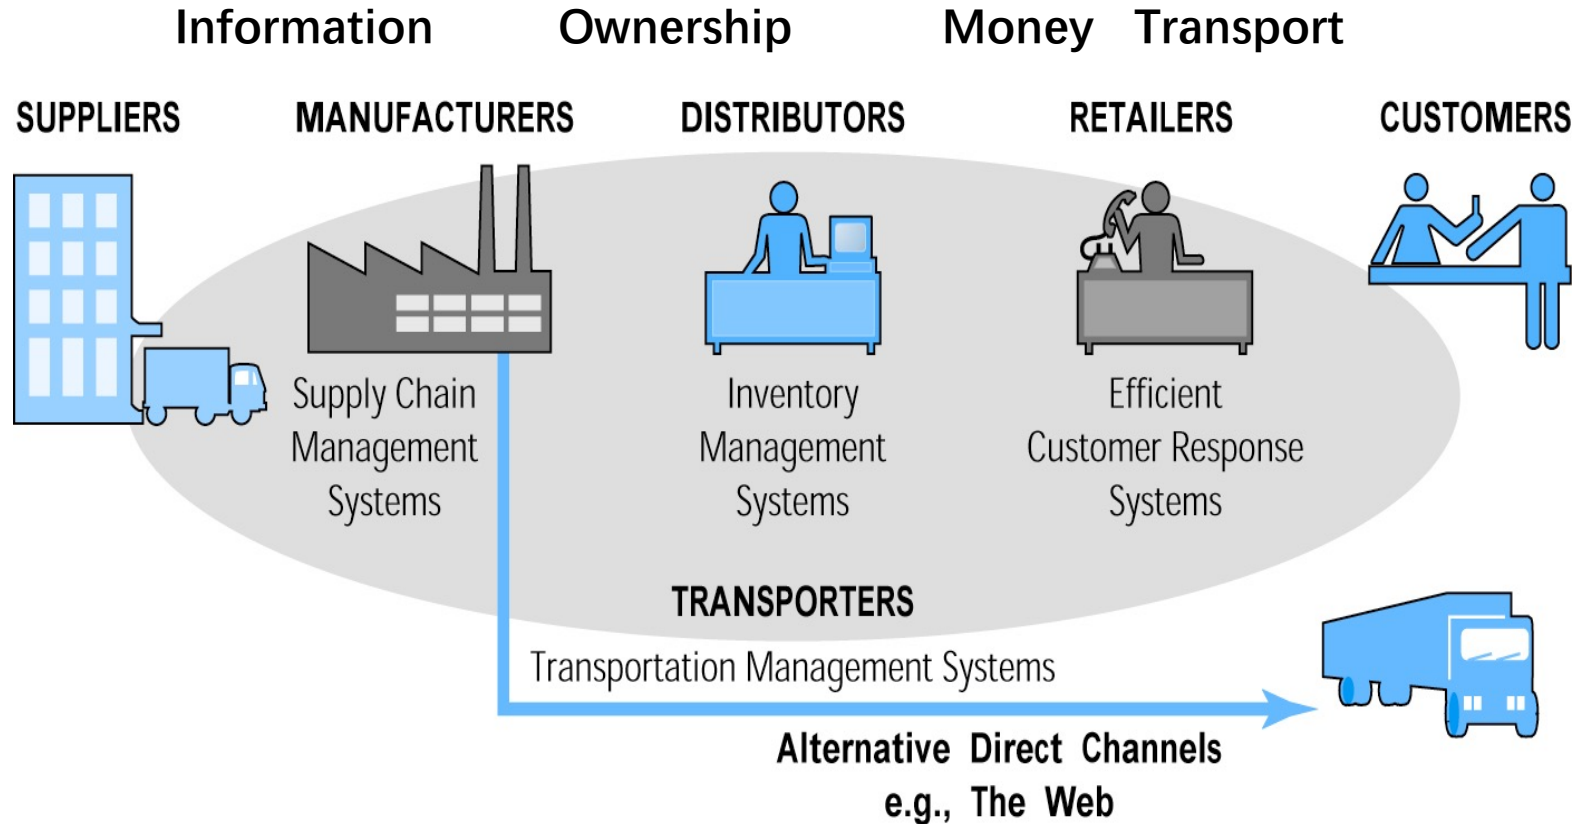 Information Ownership Money Transport
SUPPLIERS MANUFACTURERS DISTRIBUTORS RETAILERS CUSTOMERS
Supply Chain
Management
Systems
Inventory
Management
Systems
Efficient
Customer Response
Systems
TRANSPORTERS
Transportation Management Systems
Alternative Direct Channels
e.g., The Web